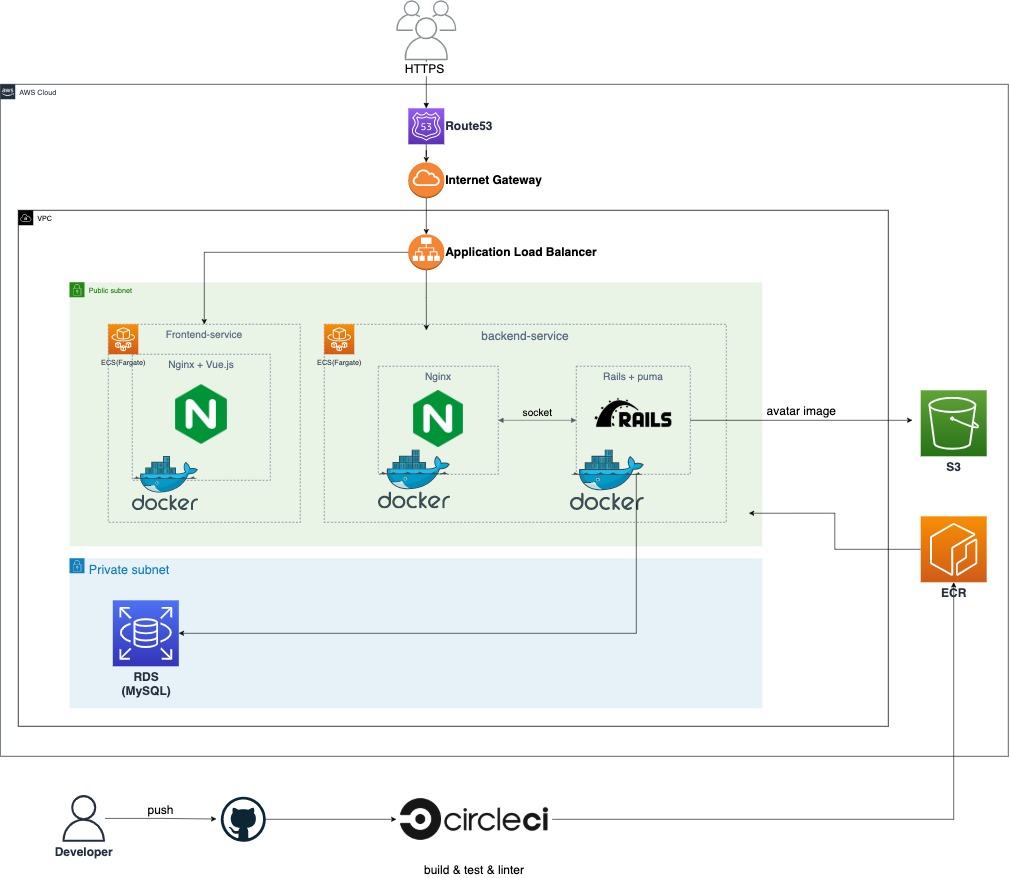 HTTPS
aws
AWS Cloud
53
Route53
Internet Gateway
VPC
Application Load Balancer
Public subnet
Frontend-service
backend-service
ECS(Fargate)
ECS(Fargate)
Nginx + Vue.js
Nginx
Rails + puma
N
N
socket
RAILS
avatar image
S3
docker
docker
docker
Private subnet
ECR
RDS
(MySQL)
push
circleci
Developer
build & test & linter